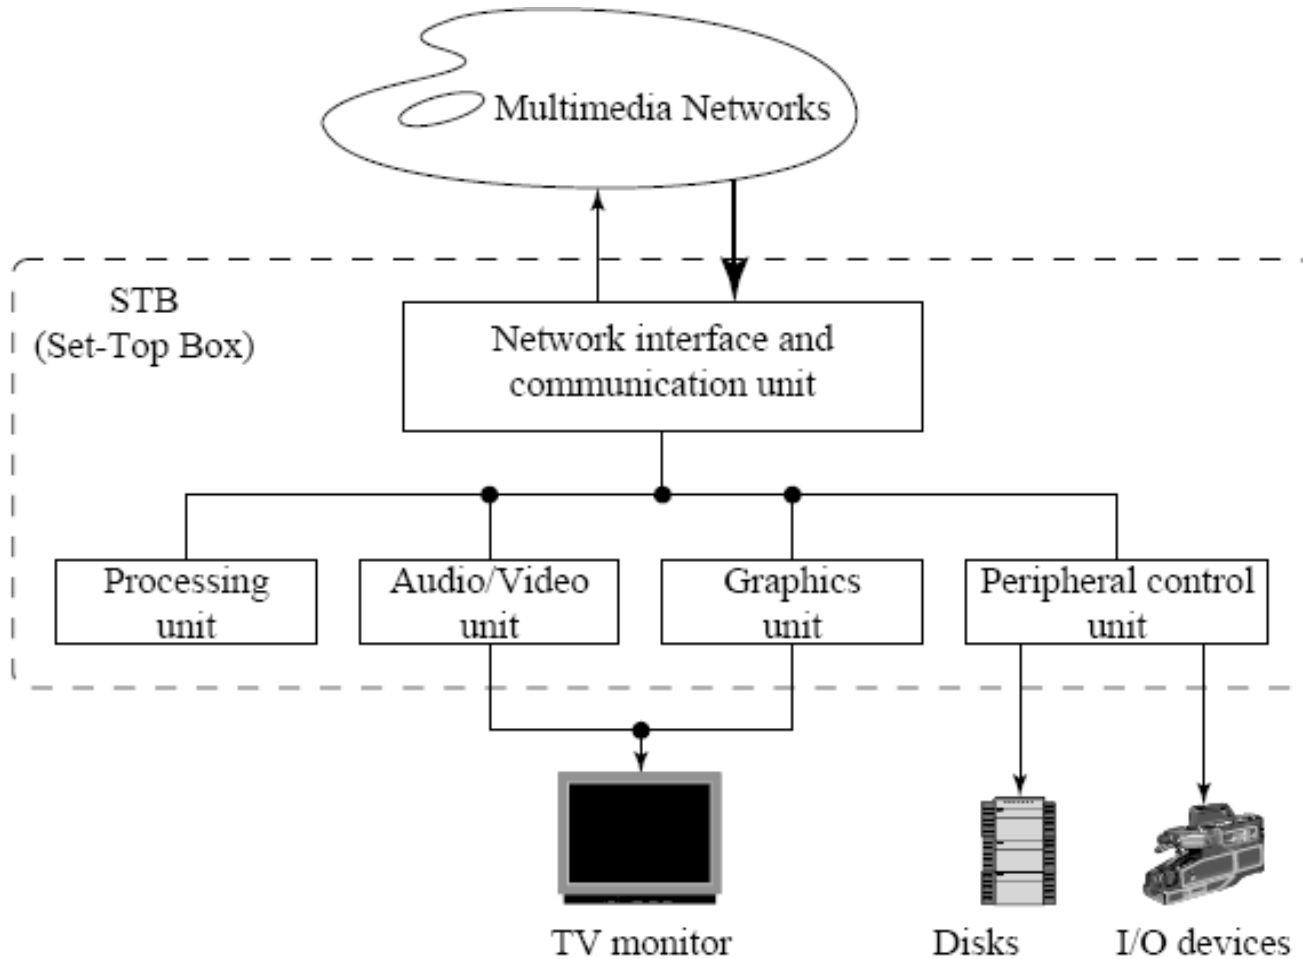 Multimedia Networks
STB
(Set-Top Box)
Network interface and
communication unit
Processing
unit
Audio/Video
unit
Graphics
unit
Peripheral control
unit
TV monitor
Disks
I/O devices